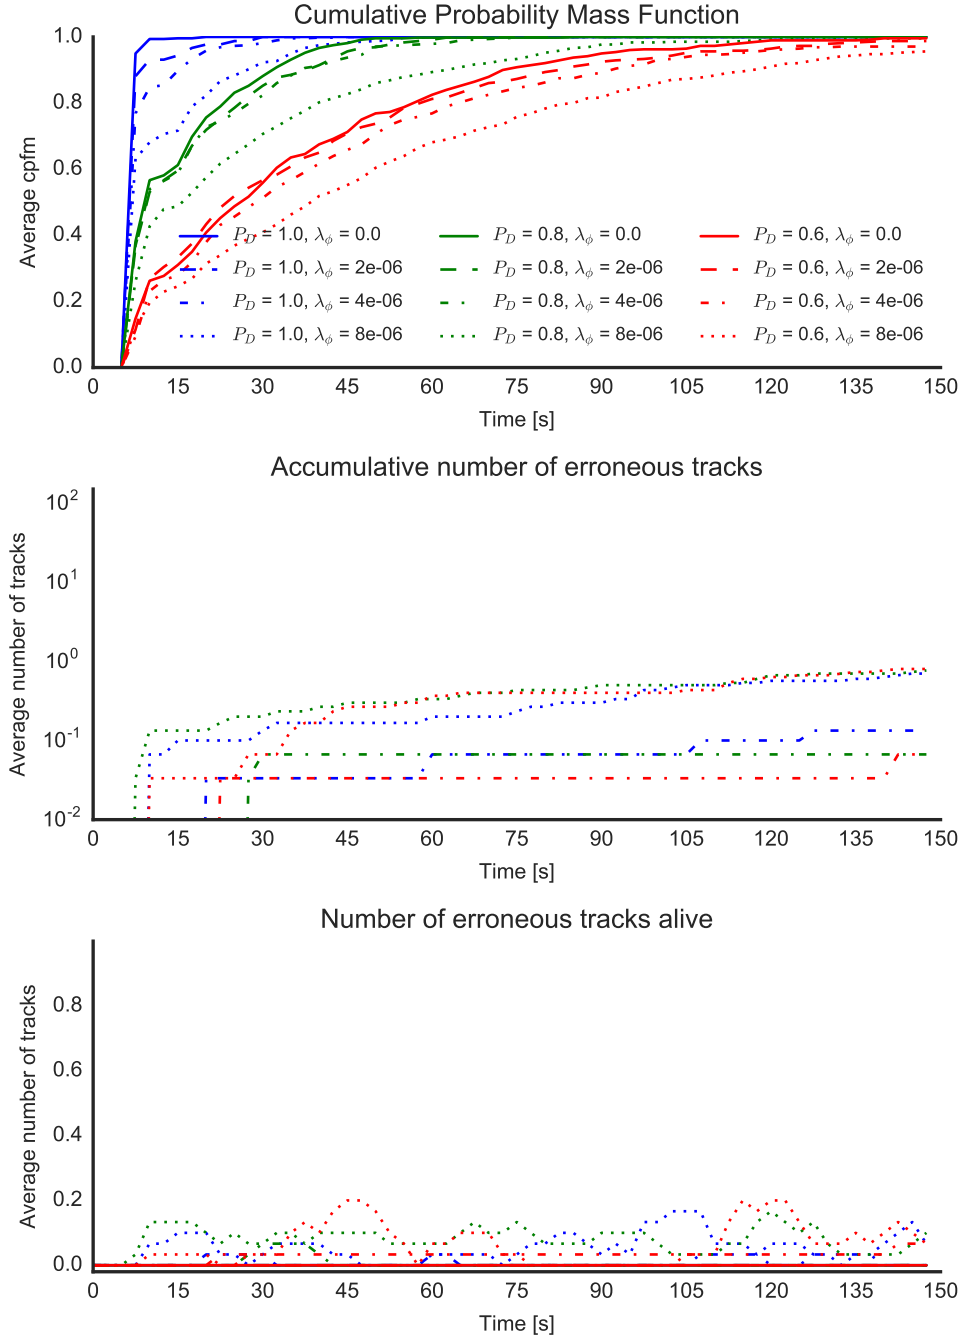 Cumulative Probability Mass Function
1.0
0.8
0.6
0.4
0.2
0.0
Average cpfm
P_D = 1.0, λ_ϕ = 0.0
P_D = 0.8, λ_ϕ = 0.0
P_D = 0.6, λ_ϕ = 0.0
P_D = 1.0, λ_ϕ = 2e-06
P_D = 0.8, λ_ϕ = 2e-06
P_D = 0.6, λ_ϕ = 2e-06
P_D = 1.0, λ_ϕ = 4e-06
P_D = 0.8, λ_ϕ = 4e-06
P_D = 0.6, λ_ϕ = 4e-06
P_D = 1.0, λ_ϕ = 8e-06
P_D = 0.8, λ_ϕ = 8e-06
P_D = 0.6, λ_ϕ = 8e-06
0 15 30 45 60 75 90 105 120 135 150
Time [s]
Accumulative number of erroneous tracks
10^2
10^1
10^0
10^-1
10^-2
Average number of tracks
0 15 30 45 60 75 90 105 120 135 150
Time [s]
Number of erroneous tracks alive
0.8
0.6
0.4
0.2
0.0
Average number of tracks
0 15 30 45 60 75 90 105 120 135 150
Time [s]